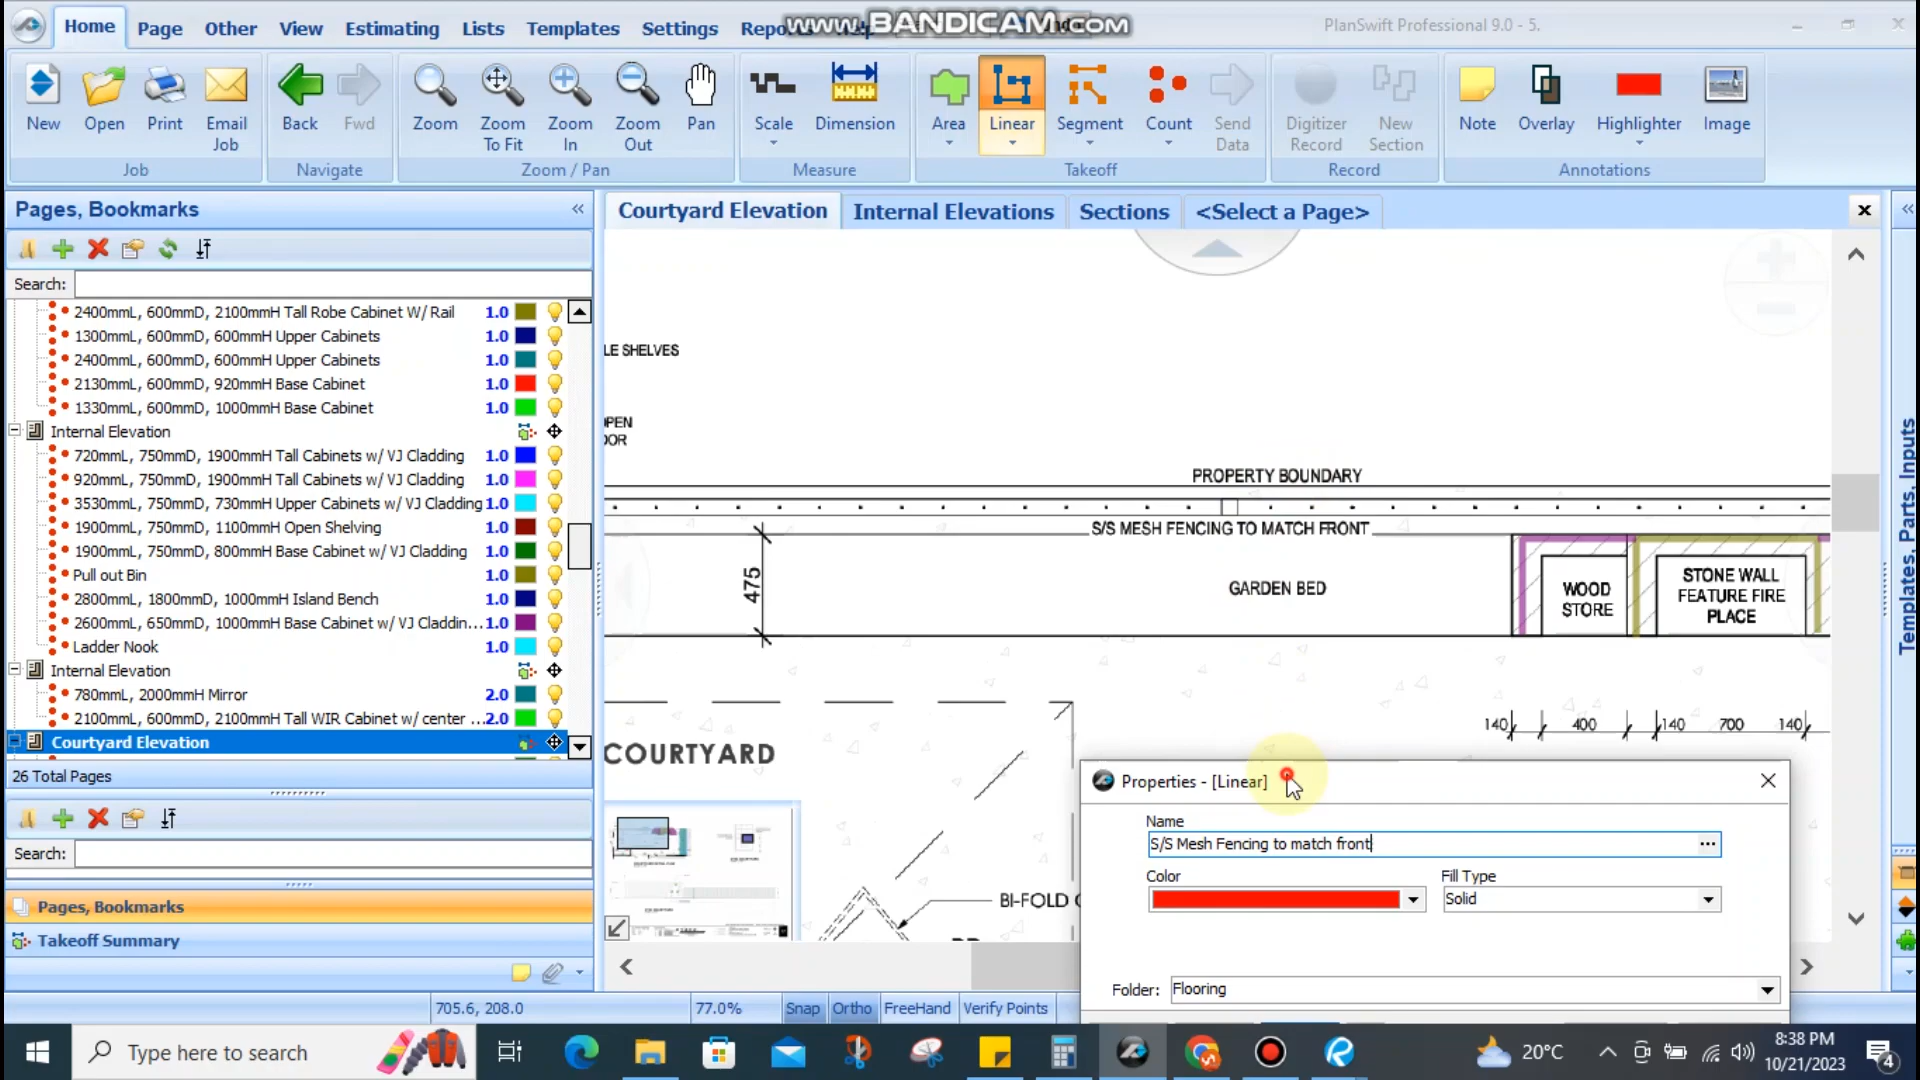 Home Page Other View Estimating Lists Templates Settings Repo
www.BANDICAM.com
PlanSwift Professional 9.0 - 5.
New Open Print Email Job
Job
Back Fwd
Navigate
Zoom Zoom To Fit Zoom In Zoom Out Pan
Zoom / Pan
Scale Dimension
Measure
Area Linear Segment Count Send Data
Takeoff
Digitizer Record New Section
Record
Note Overlay Highlighter Image
Annotations
Pages, Bookmarks
Search:
2400mmL, 600mmD, 2100mmH Tall Robe Cabinet W/ Rail 1.0
1300mmL, 600mmD, 600mmH Upper Cabinets 1.0
2400mmL, 600mmD, 600mmH Upper Cabinets 1.0
2130mmL, 600mmD, 920mmH Base Cabinet 1.0
1330mmL, 600mmD, 1000mmH Base Cabinet 1.0
Internal Elevation
720mmL, 750mmD, 1900mmH Tall Cabinets w/ VJ Cladding 1.0
920mmL, 750mmD, 1900mmH Tall Cabinets w/ VJ Cladding 1.0
3530mmL, 750mmD, 730mmH Upper Cabinets w/ VJ Cladding 1.0
1900mmL, 750mmD, 1100mmH Open Shelving 1.0
1900mmL, 750mmD, 800mmH Base Cabinet w/ VJ Cladding 1.0
Pull out Bin 1.0
2800mmL, 1800mmD, 1000mmH Island Bench 1.0
2600mmL, 650mmD, 1000mmH Base Cabinet w/ VJ Claddin... 1.0
Ladder Nook 1.0
Internal Elevation
780mmL, 2000mmH Mirror 2.0
2100mmL, 600mmD, 2100mmH Tall WIR Cabinet w/ center ... 2.0
Courtyard Elevation
26 Total Pages
Search:
Pages, Bookmarks
Takeoff Summary
Courtyard Elevation Internal Elevations Sections <Select a Page>
LE SHELVES
OPEN
OOR
PROPERTY BOUNDARY
S/S MESH FENCING TO MATCH FRONT
475
GARDEN BED
WOOD
STORE
STONE WALL
FEATURE FIRE
PLACE
140 400 140 700 140
COURTYARD
BI-FOLD
Properties - [Linear]
Name
S/S Mesh Fencing to match front
Color
Fill Type
Solid
Folder: Flooring
Templates, Parts, Inputs
705.6, 208.0 77.0% Snap Ortho FreeHand Verify Points
Type here to search
20°C
8:38 PM
10/21/2023
4